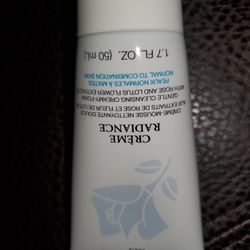 CRÈME
RADIANCE
CRÈME-MOUSSE NETTOYANTE DOUCE
AUX EXTRAITS DE ROSE ET FLEUR DE LOTUS
GENTLE CLEANSING CREAMY-FOAM
WITH ROSE AND LOTUS FLOWER EXTRACTS
PEAUX NORMALES À MIXTES
NORMAL TO COMBINATION SKIN
1.7 FL. OZ. (50 mL)